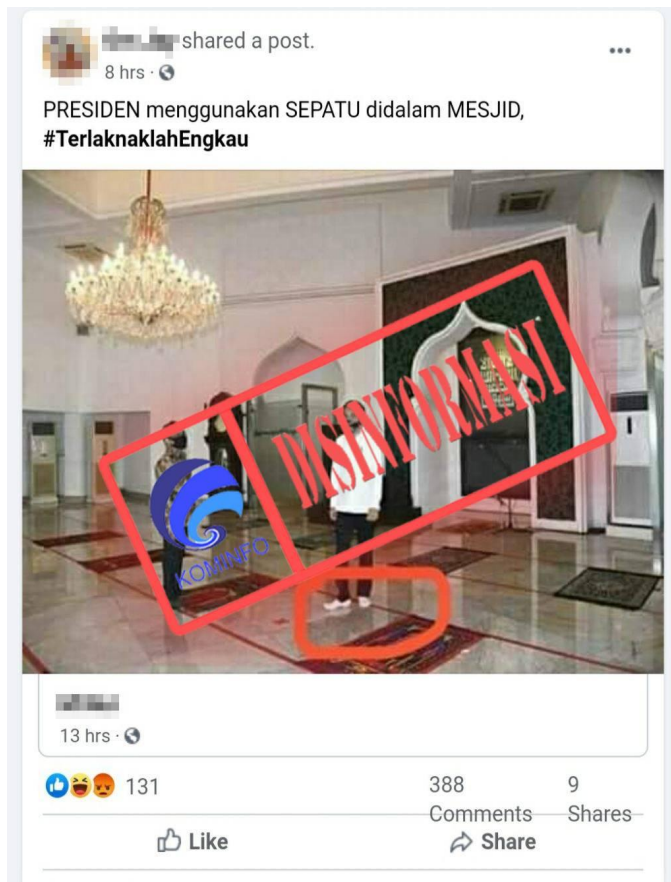 shared a post.
8 hrs ·
PRESIDEN menggunakan SEPATU didalam MESJID,
#TerlaknaklahEngkau
DISINFORMASI
KOMINFO
13 hrs ·
131
388 Comments
9 Shares
Like
Share